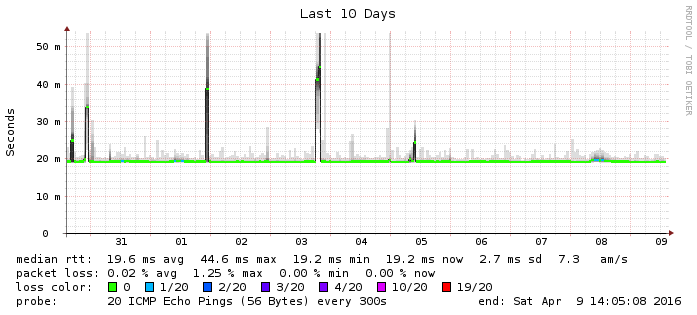 Last 10 Days
RRDTOOL / TOBI OETIKER
Seconds
50 m
40 m
30 m
20 m
10 m
0
31 01 02 03 04 05 06 07 08 09
median rtt: 19.6 ms avg 44.6 ms max 19.2 ms min 19.2 ms now 2.7 ms sd 7.3 am/s
packet loss: 0.02 % avg 1.25 % max 0.00 % min 0.00 % now
loss color: 0 1/20 2/20 3/20 4/20 10/20 19/20
probe: 20 ICMP Echo Pings (56 Bytes) every 300s end: Sat Apr 9 14:05:08 2016